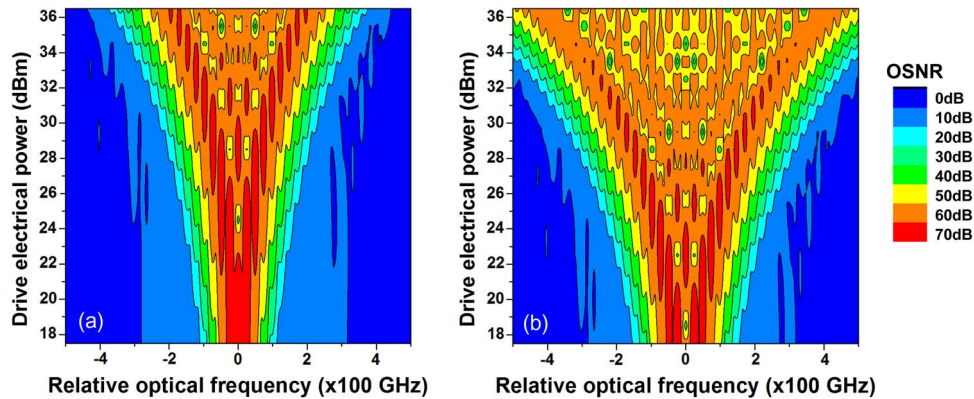 36
34
32
30
28
26
24
22
20
18
Drive electrical power (dBm)
(a)
-4 -2 0 2 4
Relative optical frequency (x100 GHz)
36
34
32
30
28
26
24
22
20
18
Drive electrical power (dBm)
(b)
-4 -2 0 2 4
Relative optical frequency (x100 GHz)
OSNR
0dB
10dB
20dB
30dB
40dB
50dB
60dB
70dB